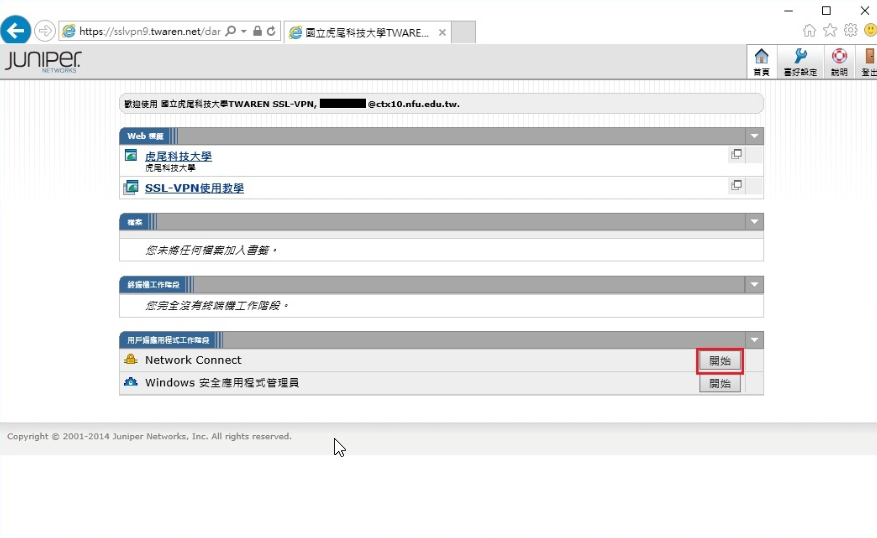 https://sslvpn9.twaren.net/dar
國立虎尾科技大學TWARE...
JUNIPER
NETWORKS
首頁
喜好設定
說明
登出
歡迎使用 國立虎尾科技大學TWAREN SSL-VPN, @ctx10.nfu.edu.tw.
Web 標籤
虎尾科技大學
虎尾科技大學
SSL-VPN使用教學
檔案
您未將任何檔案加入書籤。
終端機工作階段
您完全沒有終端機工作階段。
用戶端應用程式工作階段
Network Connect
開始
Windows 安全應用程式管理員
開始
Copyright © 2001-2014 Juniper Networks, Inc. All rights reserved.